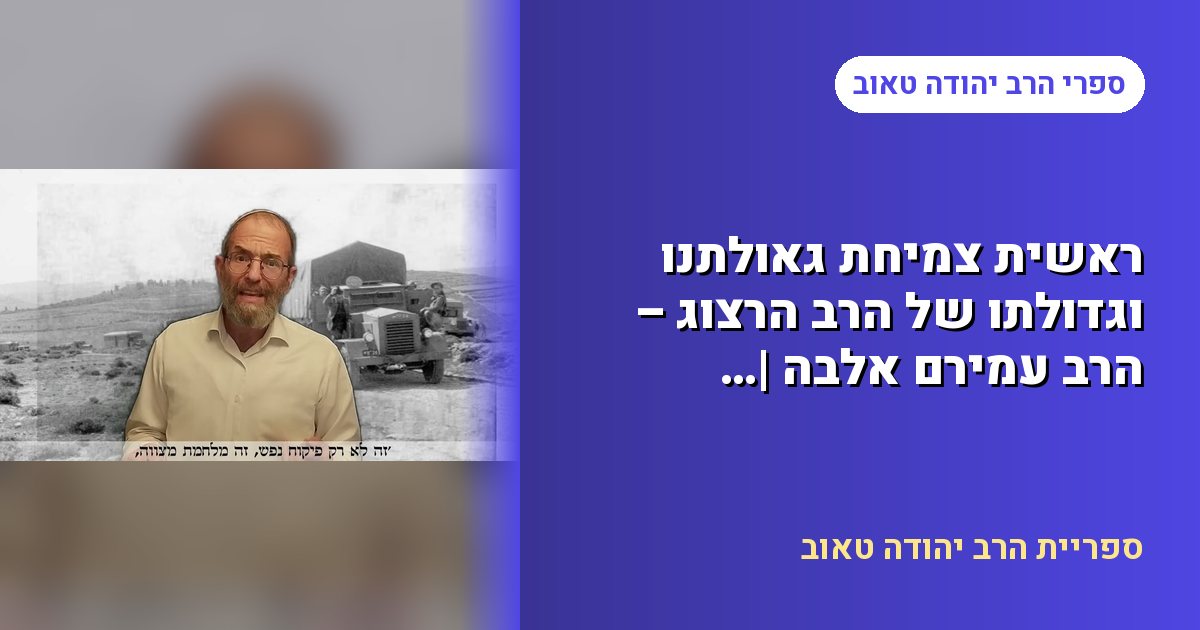 ספרי הרב יהודה טאוב
ראשית צמיחת גאולתנו
וגדולתו של הרב הרצוג –
הרב עמירם אלבה |...
'זה לא רק פיקוח נפש, זה מלחמת מצווה,
ספריית הרב יהודה טאוב